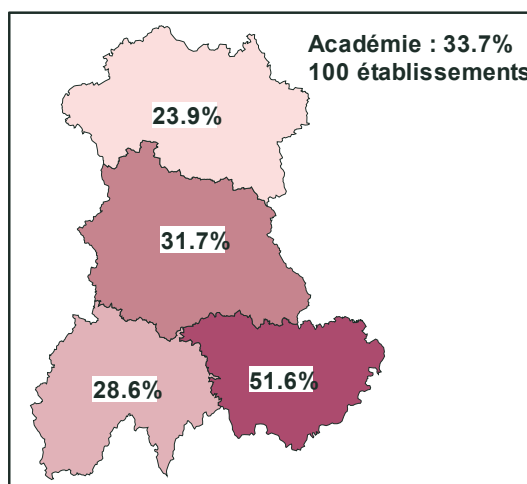 Académie : 33.7%
100 établissements
23.9%
31.7%
28.6%
51.6%